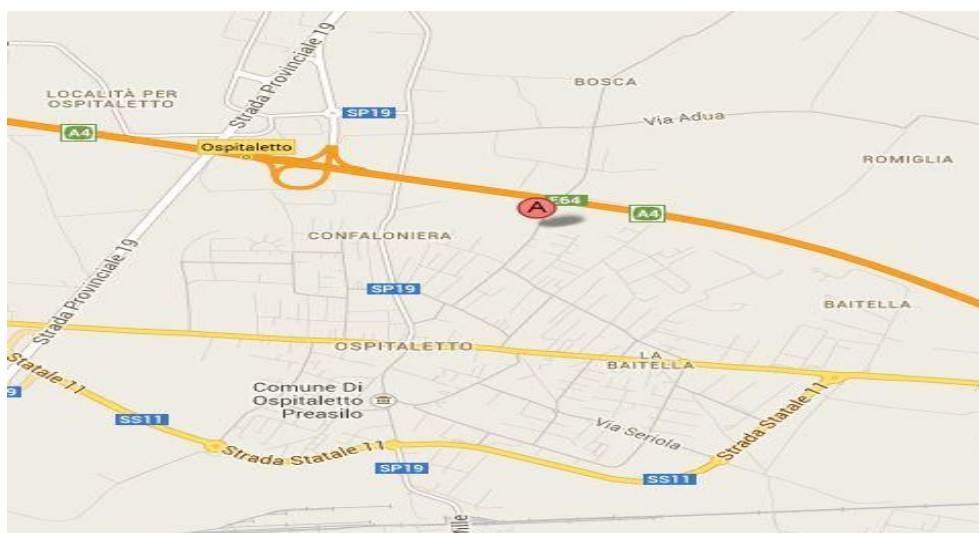 Strada Provinciale 19
LOCALITÀ PER
OSPITALETTO
BOSCA
SP19
Via Adua
A4
Ospitaletto
ROMIGLIA
E64
A
A4
CONFALONIERA
Strada Provinciale 19
SP19
BAITELLA
OSPITALETTO
LA
BAITELLA
Statale 11
Comune Di
Ospitaletto
Preasilo
9
SS11
Via Seriola
Strada Statale 11
Strada Statale 11
SP19
SS11
ille